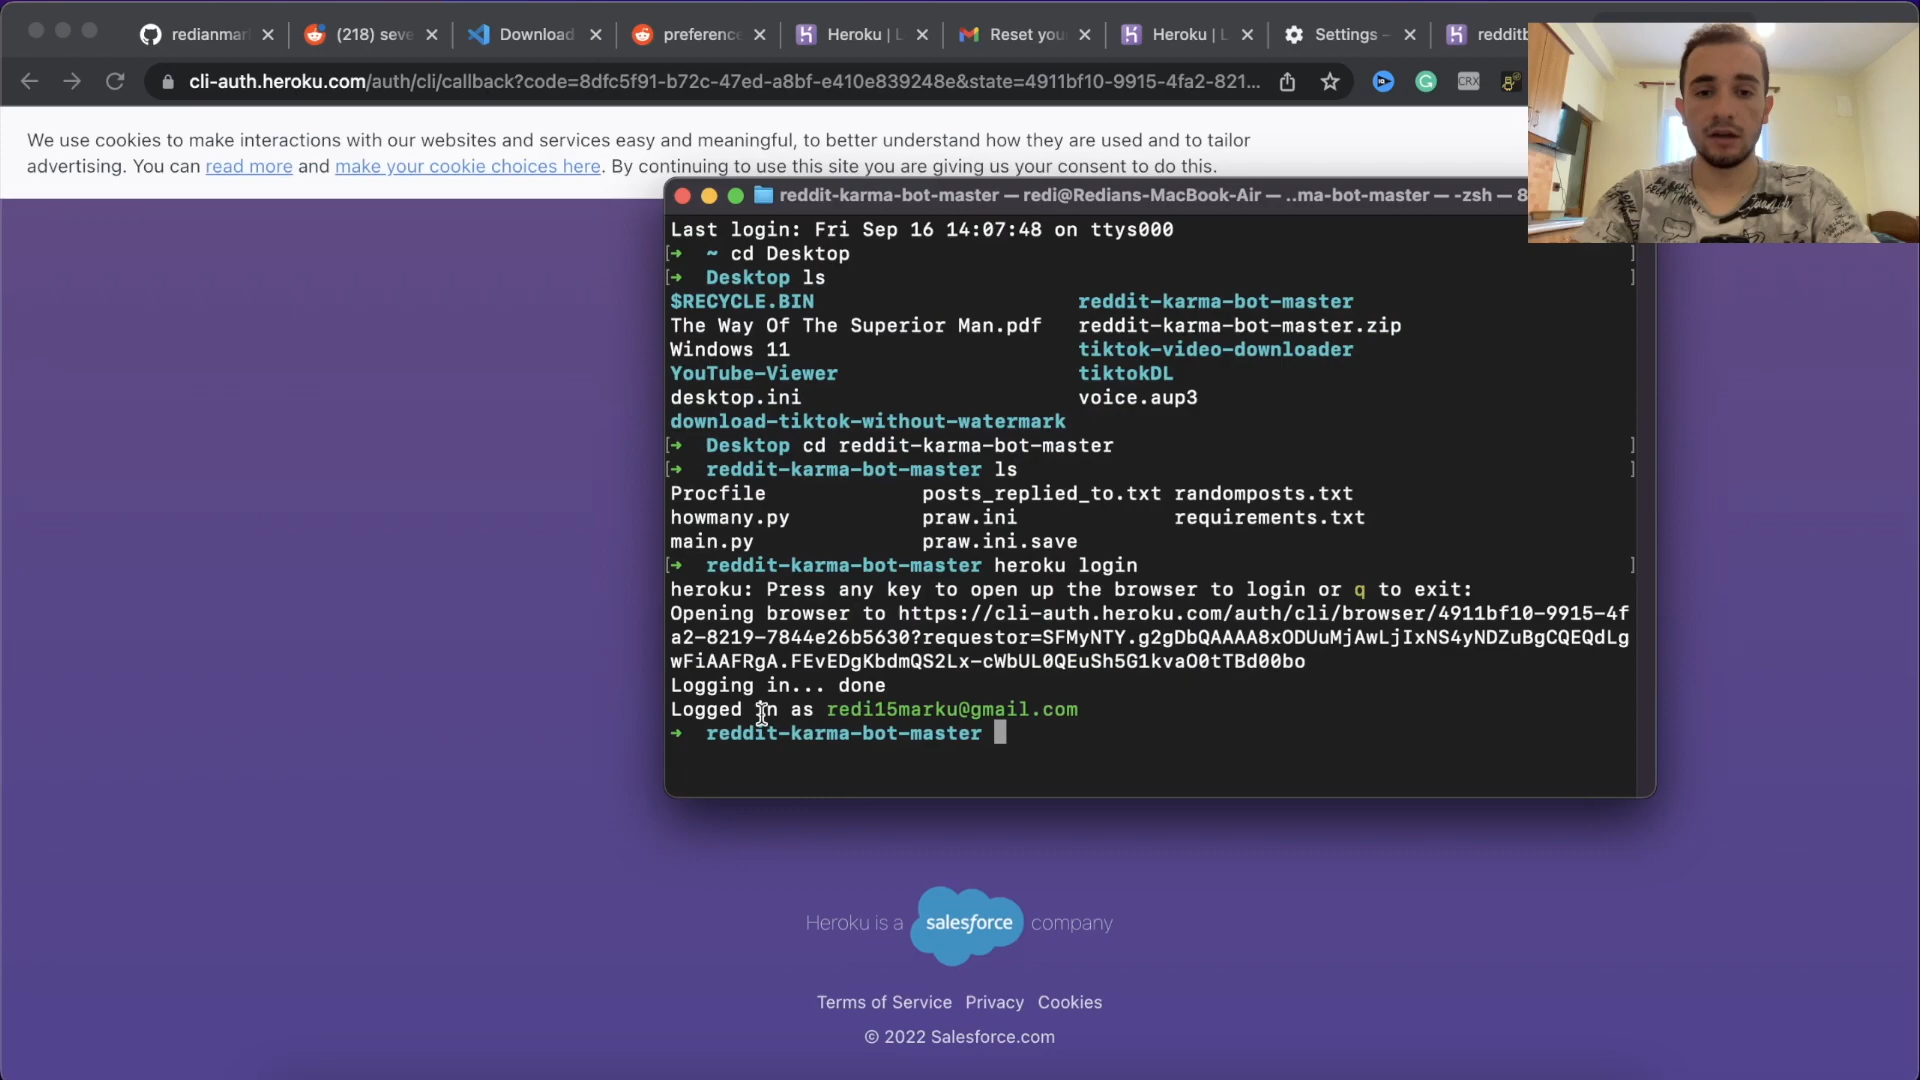 redianmar
(218) seve
Download
preference
Heroku | L
Reset you
Heroku | L
Settings -
redditb
cli-auth.heroku.com/auth/cli/callback?code=8dfc5f91-b72c-47ed-a8bf-e410e839248e&state=4911bf10-9915-4fa2-821...
CRX
We use cookies to make interactions with our websites and services easy and meaningful, to better understand how they are used and to tailor
advertising. You can read more and make your cookie choices here. By continuing to use this site you are giving us your consent to do this.
reddit-karma-bot-master — redi@Redians-MacBook-Air — ..ma-bot-master — -zsh — 8
Last login: Fri Sep 16 14:07:48 on ttys000
[➜ ~ cd Desktop ]
[➜ Desktop ls ]
$RECYCLE.BIN reddit-karma-bot-master
The Way Of The Superior Man.pdf reddit-karma-bot-master.zip
Windows 11 tiktok-video-downloader
YouTube-Viewer tiktokDL
desktop.ini voice.aup3
download-tiktok-without-watermark
[➜ Desktop cd reddit-karma-bot-master ]
[➜ reddit-karma-bot-master ls ]
Procfile posts_replied_to.txt randomposts.txt
howmany.py praw.ini requirements.txt
main.py praw.ini.save
[➜ reddit-karma-bot-master heroku login ]
heroku: Press any key to open up the browser to login or q to exit:
Opening browser to https://cli-auth.heroku.com/auth/cli/browser/4911bf10-9915-4f
a2-8219-7844e26b5630?requestor=SFMyNTY.g2gDbQAAAA8xODUuMjAwLjIxNS4yNDZuBgCQEQdLg
wFiAAFRgA.FEvEDgKbdmQS2Lx-cWbUL0QEuSh5G1kvaO0tTBd00bo
Logging in... done
Logged in as redi15marku@gmail.com
➜ reddit-karma-bot-master
Heroku is a salesforce company
Terms of Service Privacy Cookies
© 2022 Salesforce.com